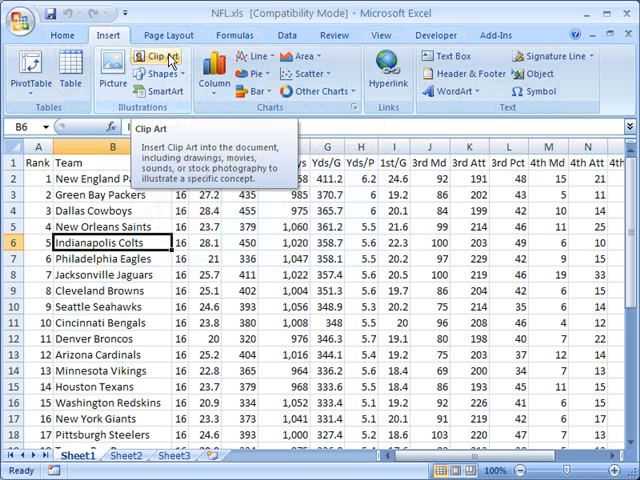 NFL.xls [Compatibility Mode] - Microsoft Excel
Home Insert Page Layout Formulas Data Review View Developer Add-Ins
PivotTable Table Picture Clip Art Shapes SmartArt Column Line Pie Bar Area Scatter Other Charts Hyperlink Text Box Header & Footer WordArt Signature Line Object Symbol
Tables Illustrations Charts Links Text
B6 fx
Clip Art
Insert Clip Art into the document,
including drawings, movies,
sounds, or stock photography to
illustrate a specific concept.
A B G H I J K L M N
1 Rank Team Yds/G Yds/P 1st/G 3rd Md 3rd Att 3rd Pct 4th Md 4th Att 4th
2 1 New England 411.2 6.2 24.6 92 191 48 15 21
3 2 Green Bay Packers 16 27.2 435 985 370.7 6 19.2 86 202 43 5 11
4 3 Dallas Cowboys 16 28.4 455 975 365.7 6 20.1 84 199 42 10 14
5 4 New Orleans Saints 16 23.7 379 1,060 361.2 5.5 21.6 99 214 46 11 25
6 5 Indianapolis Colts 16 28.1 450 1,020 358.7 5.6 22.3 100 203 49 6 10
7 6 Philadelphia Eagles 16 21 336 1,047 358.1 5.5 20.2 97 229 42 9 15
8 7 Jacksonville Jaguars 16 25.7 411 1,022 357.4 5.5 20.5 100 219 46 19 33
9 8 Cleveland Browns 16 25.1 402 1,014 351.3 5.5 19.3 86 204 42 6 15
10 9 Seattle Seahawks 16 24.6 393 1,056 348.9 5.3 20.2 75 214 35 6 14
11 10 Cincinnati Bengals 16 23.8 380 1,008 348 5.5 20 98 212 46 4 12
12 11 Denver Broncos 16 20 320 976 346.3 5.7 19.1 80 198 40 7 22
13 12 Arizona Cardinals 16 25.2 404 1,016 344.2 5.4 19.2 75 203 37 12 14
14 13 Minnesota Vikings 16 22.8 365 964 336.2 5.6 18.4 69 200 34 7 13
15 14 Houston Texans 16 23.7 379 968 333.6 5.5 18.4 86 193 45 11 15
16 15 Washington Redskins 16 20.9 334 1,052 333.4 5.1 19.1 92 219 42 6 17
17 16 New York Giants 16 23.3 373 1,041 331.4 5.1 20.1 91 219 42 6 17
18 17 Pittsburgh Steelers 16 24.6 393 1,000 327.4 5.2 18.6 103 219 47 7 13
Sheet1 Sheet2 Sheet3
Ready 100%